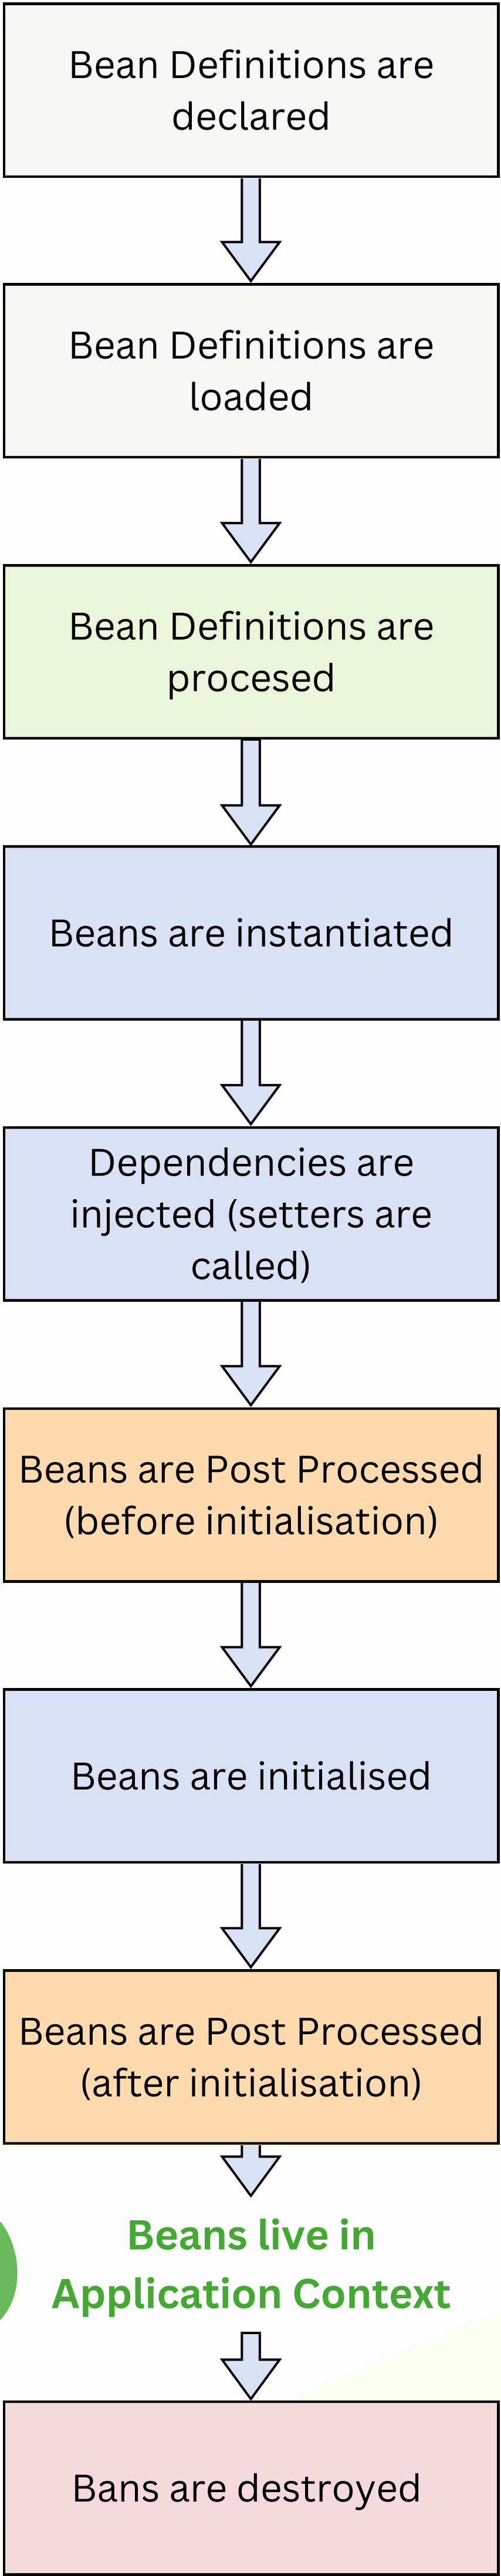 Bean Definitions are
declared
Bean Definitions are
loaded
Bean Definitions are
procesed
Beans are instantiated
Dependencies are
injected (setters are
called)
Beans are Post Processed
(before initialisation)
Beans are initialised
Beans are Post Processed
(after initialisation)
Beans live in
Application Context
Bans are destroyed